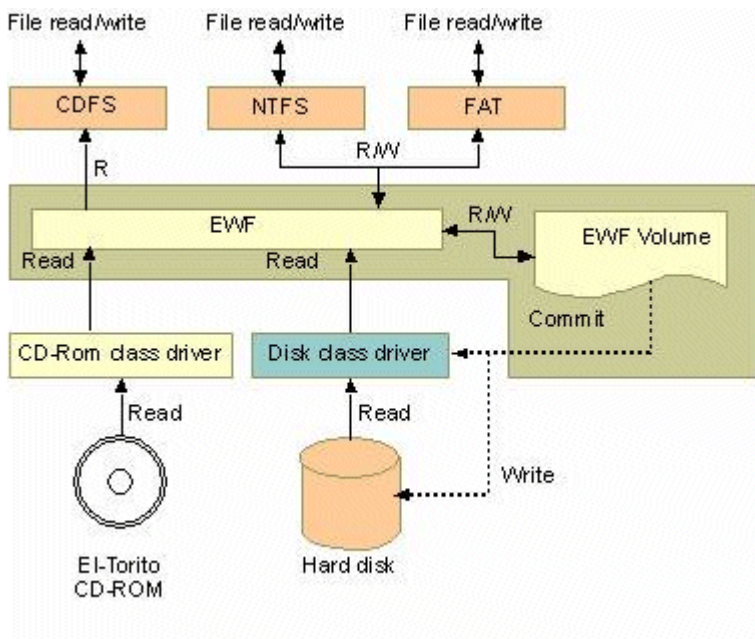 File read/write
File read/write
File read/write
CDFS
NTFS
FAT
R
R/W
EWF
R/W
EWF Volume
Read
Read
Commit
CD-Rom class driver
Disk class driver
Read
Read
Write
El-Torito
CD-ROM
Hard disk